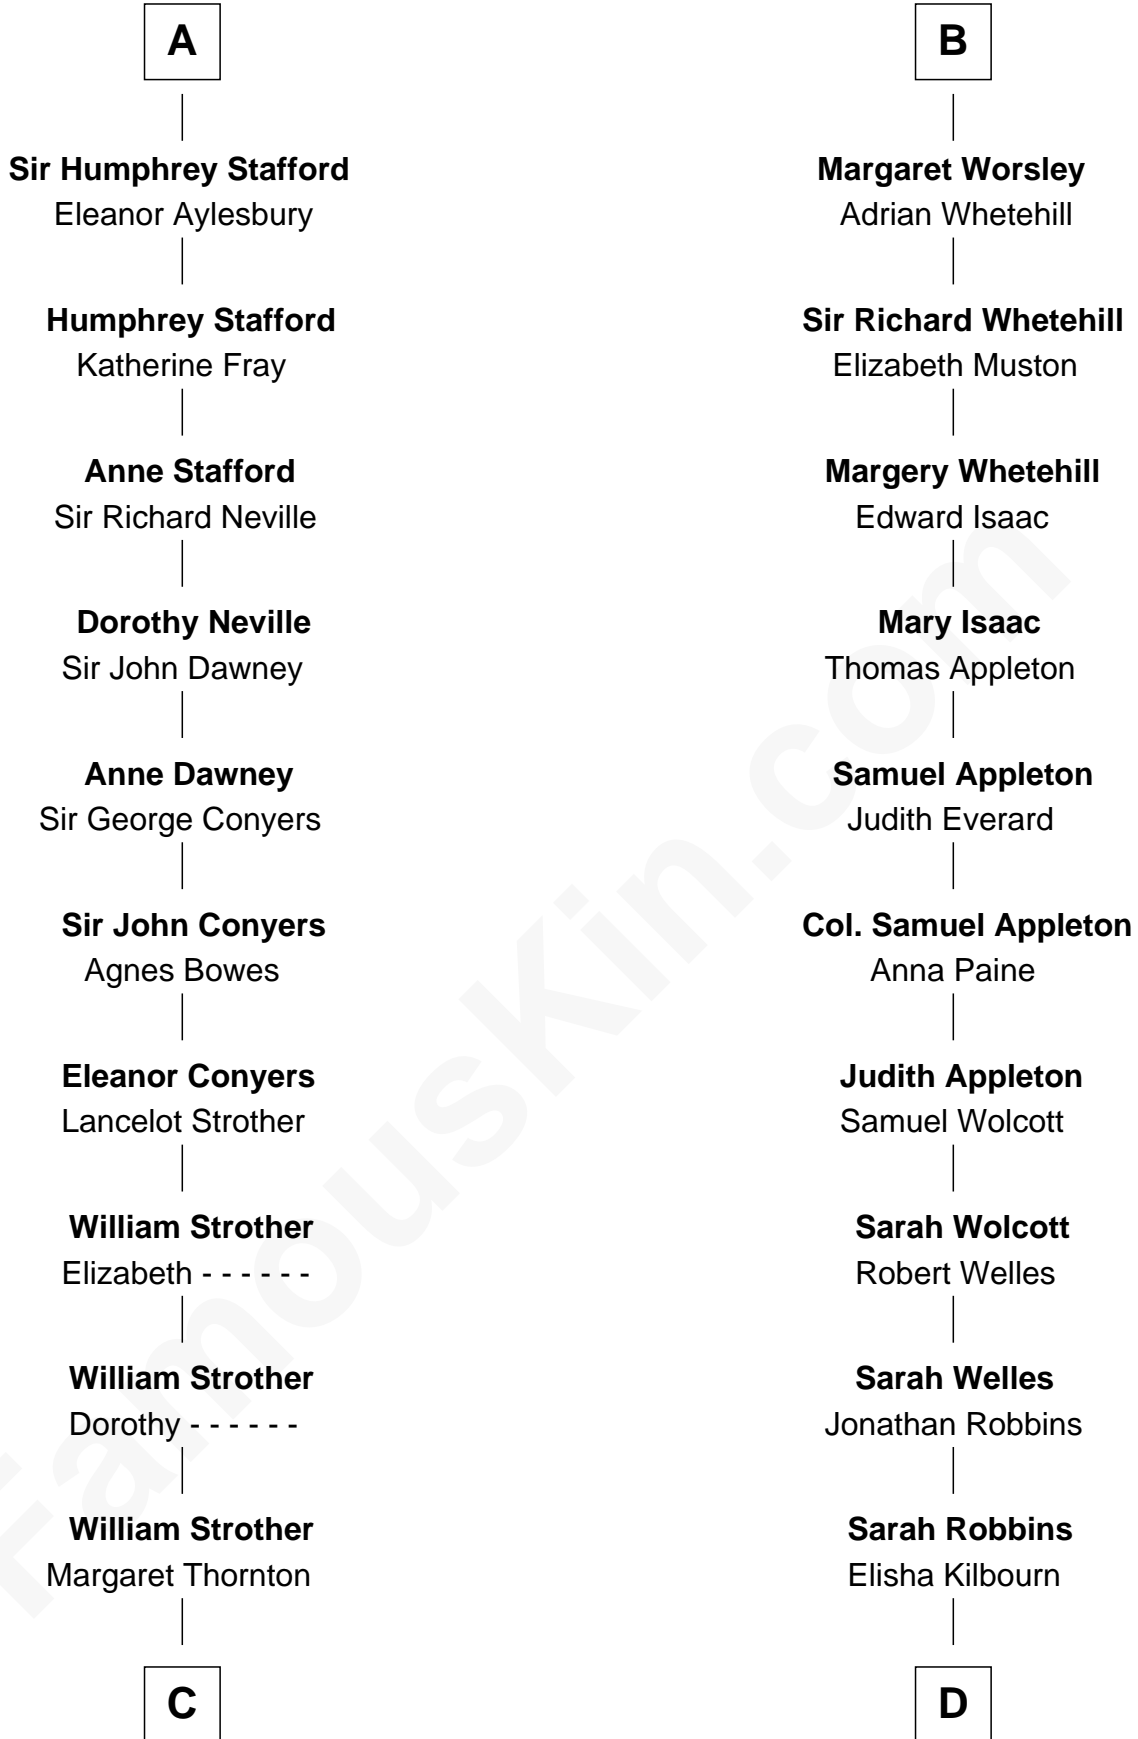 A
Sir Humphrey Stafford
Eleanor Aylesbury
Humphrey Stafford
Katherine Fray
Anne Stafford
Sir Richard Neville
Dorothy Neville
Sir John Dawney
Anne Dawney
Sir George Conyers
Sir John Conyers
Agnes Bowes
Eleanor Conyers
Lancelot Strother
William Strother
Elizabeth - - - - - -
William Strother
Dorothy - - - - - -
William Strother
Margaret Thornton
C
B
Margaret Worsley
Adrian Whetehill
Sir Richard Whetehill
Elizabeth Muston
Margery Whetehill
Edward Isaac
Mary Isaac
Thomas Appleton
Samuel Appleton
Judith Everard
Col. Samuel Appleton
Anna Paine
Judith Appleton
Samuel Wolcott
Sarah Wolcott
Robert Welles
Sarah Welles
Jonathan Robbins
Sarah Robbins
Elisha Kilbourn
D
FamousKin.com